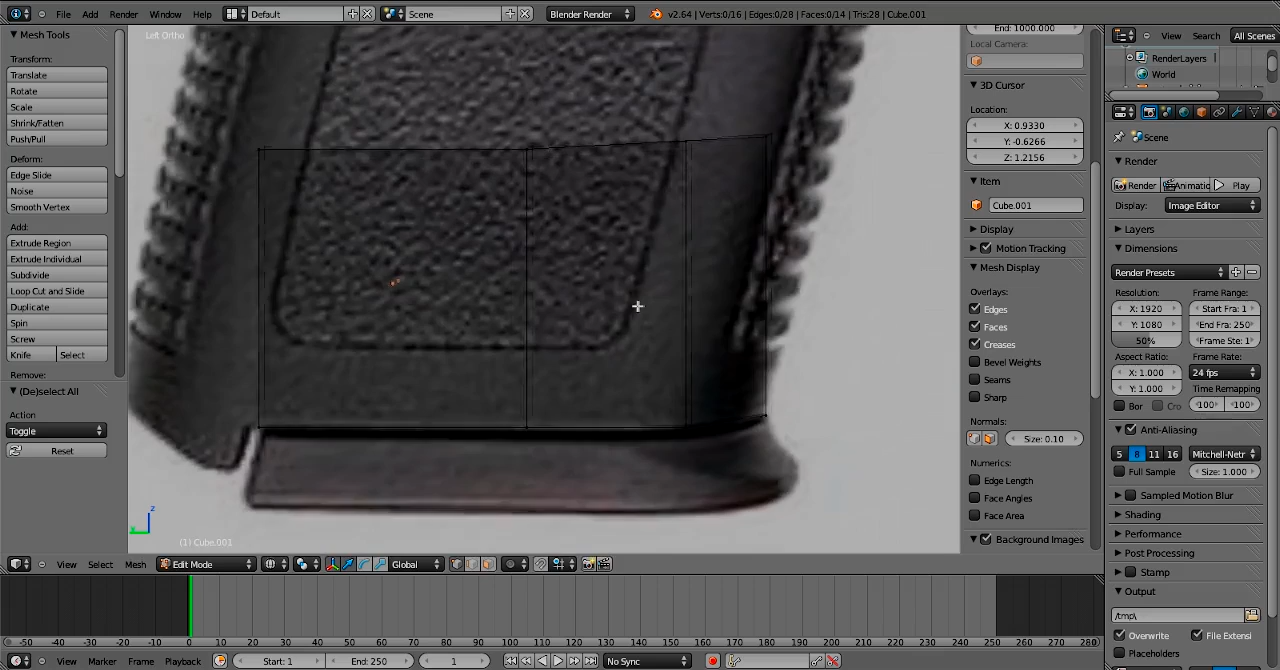 File Add Render Window Help Default Scene Blender Render v2.64 | Verts:0/16 | Edges:0/28 | Faces:0/14 | Tris:28 | Cube.001
Mesh Tools
Transform:
Translate
Rotate
Scale
Shrink/Fatten
Push/Pull
Deform:
Edge Slide
Noise
Smooth Vertex
Add:
Extrude Region
Extrude Individual
Subdivide
Loop Cut and Slide
Duplicate
Spin
Screw
Knife Select
Remove:
(De)select All
Action
Toggle
Reset
Left Ortho
z
(1) Cube.001
End: 1000.000
Local Camera:
3D Cursor
Location:
X: 0.9330
Y: -0.6266
Z: 1.2156
Item
Cube.001
Display
Motion Tracking
Mesh Display
Overlays:
Edges
Faces
Creases
Bevel Weights
Seams
Sharp
Normals:
Size: 0.10
Numerics:
Edge Length
Face Angles
Face Area
Background Images
View Search All Scenes
RenderLayers
World
Scene
Render
Render Animatic Play
Display: Image Editor
Layers
Dimensions
Render Presets
Resolution: Frame Range:
X: 1920 Start Fra: 1
Y: 1080 End Fra: 250
50% Frame Ste: 1
Aspect Ratio: Frame Rate:
X: 1.000 24 fps
Y: 1.000 Time Remapping
Bor Cro 100 100
Anti-Aliasing
5 8 11 16 Mitchell-Netr
Full Sample Size: 1.000
Sampled Motion Blur
Shading
Performance
Post Processing
Stamp
Output
/tmp\
Overwrite File Extensi
Placeholders
View Select Mesh Edit Mode Global
-50 -40 -30 -20 -10 0 10 20 30 40 50 60 70 80 90 100 110 120 130 140 150 160 170 180 190 200 210 220 230 240 250 260 270 280
View Marker Frame Playback Start: 1 End: 250 1 No Sync